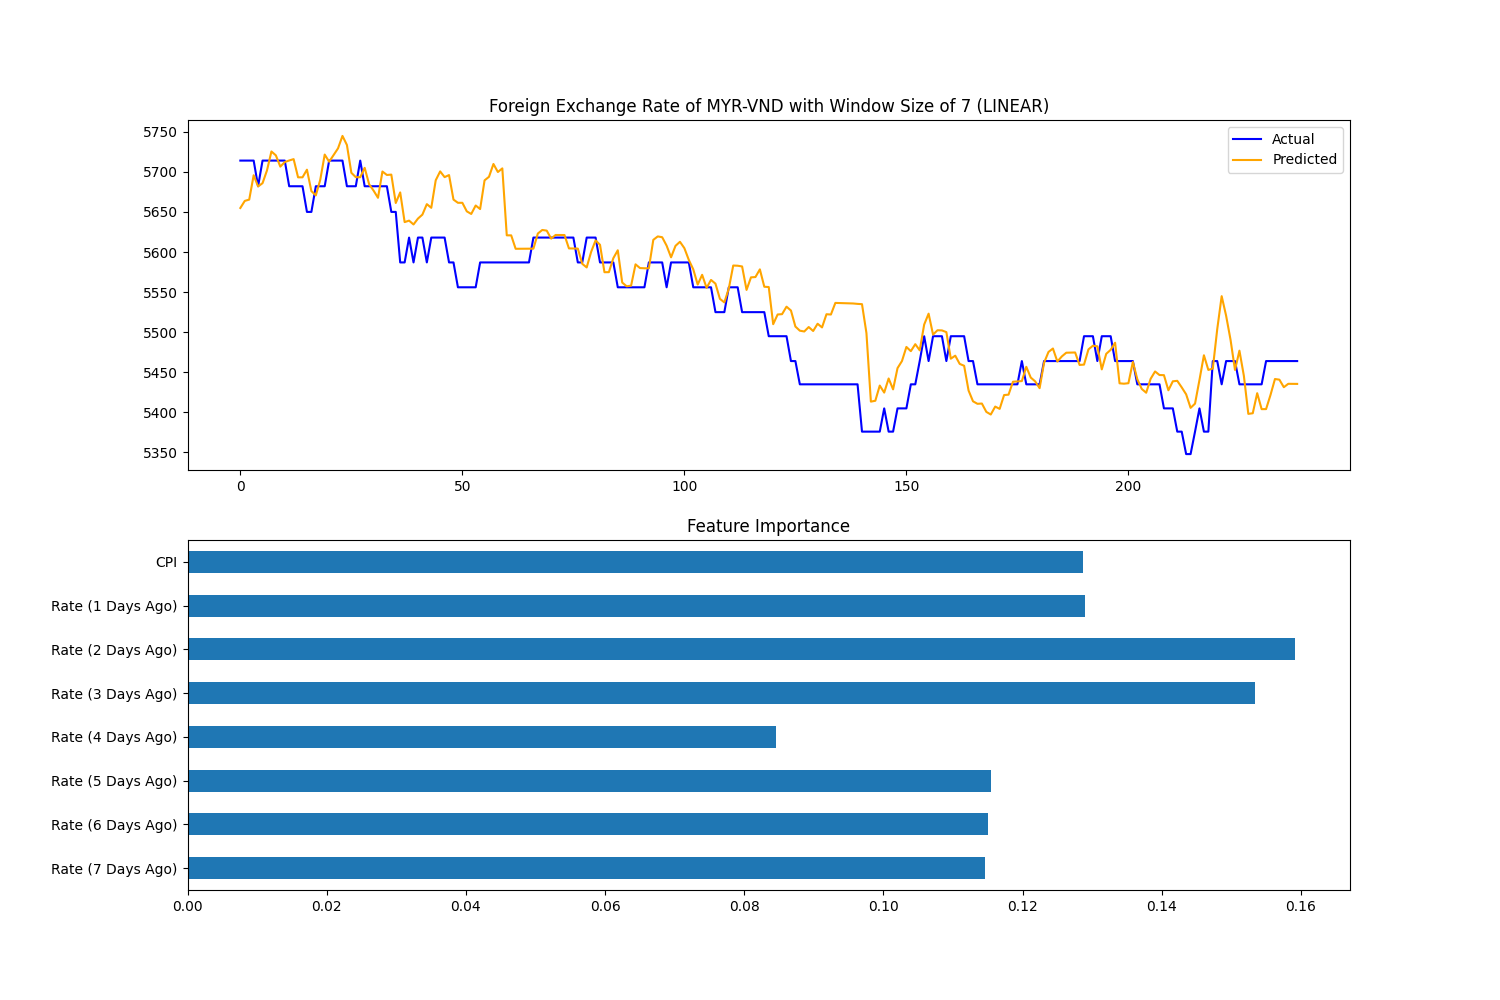 Foreign Exchange Rate of MYR-VND with Window Size of 7 (LINEAR)
5750
5700
5650
5600
5550
5500
5450
5400
5350
Actual
Predicted
0 50 100 150 200
Feature Importance
CPI
Rate (1 Days Ago)
Rate (2 Days Ago)
Rate (3 Days Ago)
Rate (4 Days Ago)
Rate (5 Days Ago)
Rate (6 Days Ago)
Rate (7 Days Ago)
0.00 0.02 0.04 0.06 0.08 0.10 0.12 0.14 0.16